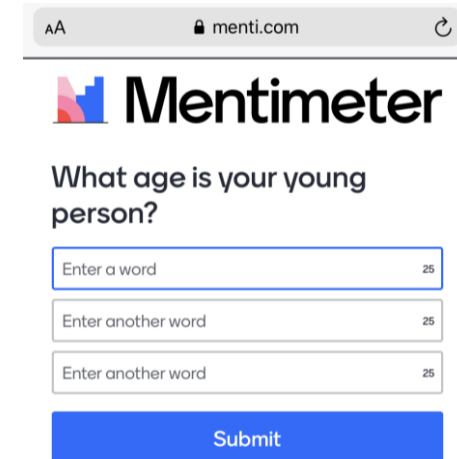 AA menti.com
Mentimeter
What age is your young
person?
Enter a word 25
Enter another word 25
Enter another word 25
Submit